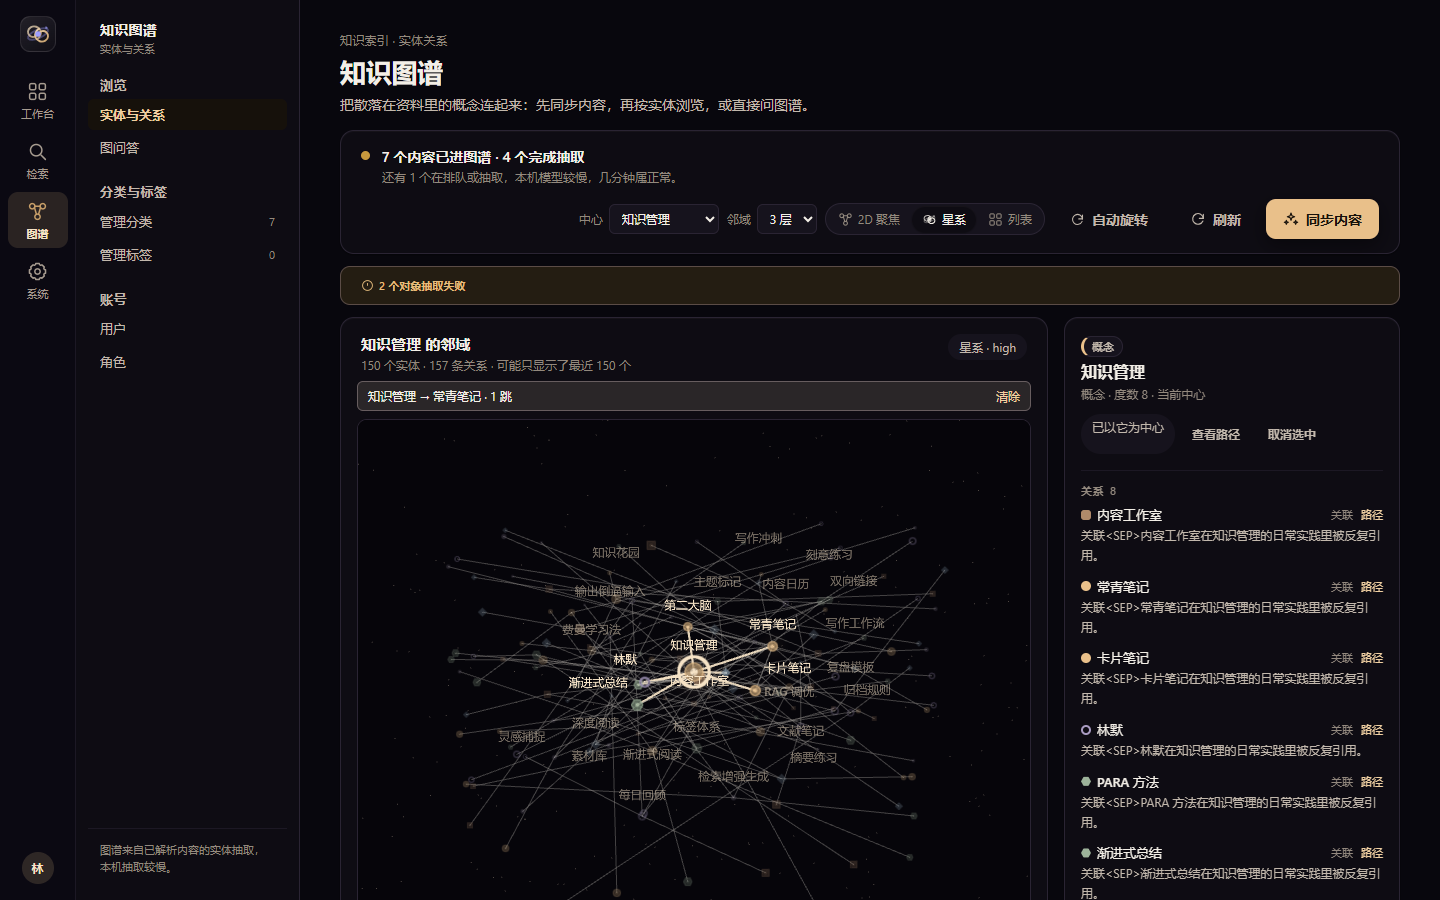 工作台
检索
图谱
系统
林
知识图谱
实体与关系
浏览
实体与关系
图问答
分类与标签
管理分类 7
管理标签 0
账号
用户
角色
图谱来自已解析内容的实体抽取，
本机抽取较慢。
知识索引 · 实体关系
知识图谱
把散落在资料里的概念连起来：先同步内容，再按实体浏览，或直接问图谱。
7 个内容已进图谱 · 4 个完成抽取
还有 1 个在排队或抽取，本机模型较慢，几分钟属正常。
中心 知识管理 邻域 3 层 2D 聚焦 星系 列表 自动旋转 刷新 同步内容
2 个对象抽取失败
知识管理 的邻域
150 个实体 · 157 条关系 · 可能只显示了最近 150 个
星系 · high
知识管理 → 常青笔记 · 1 跳 清除
写作冲刺
知识花园
刻意练习
主题标记
内容日历
双向链接
输出倒逼输入
第二大脑
常青笔记
写作工作流
费曼学习法
知识管理
林默
卡片笔记
复盘模板
渐进式总结
内容工作室
RAG 调优
归档规则
深度阅读
标签体系
文献笔记
灵感捕捉
素材库
渐进式阅读
摘要练习
检索增强生成
每日回顾
概念
知识管理
概念 · 度数 8 · 当前中心
已以它为中心 查看路径 取消选中
关系 8
内容工作室 关联 路径
关联<SEP>内容工作室在知识管理的日常实践里被反复引
用。
常青笔记 关联 路径
关联<SEP>常青笔记在知识管理的日常实践里被反复引
用。
卡片笔记 关联 路径
关联<SEP>卡片笔记在知识管理的日常实践里被反复引
用。
林默 关联 路径
关联<SEP>林默在知识管理的日常实践里被反复引用。
PARA 方法 关联 路径
关联<SEP>PARA 方法在知识管理的日常实践里被反复引
用。
渐进式总结 关联 路径
关联<SEP>渐进式总结在知识管理的日常实践里被反复引
用。